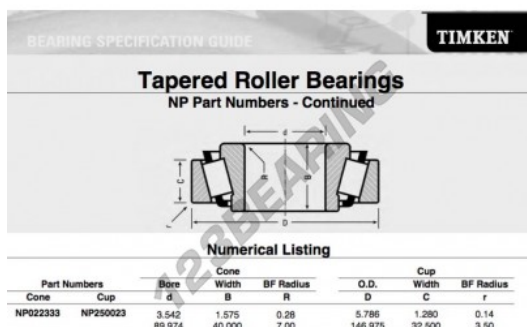 BEARING SPECIFICATION GUIDE
TIMKEN
Tapered Roller Bearings
NP Part Numbers - Continued
d
R
B
C
r
D
123BEARING
Numerical Listing
Cone Cup
Part Numbers Bore Width BF Radius O.D. Width BF Radius
Cone Cup d B R D C r
NP022333 NP250023 3.542 1.575 0.28 5.786 1.280 0.14
89.974 40.000 7.00 146.975 32.500 3.50